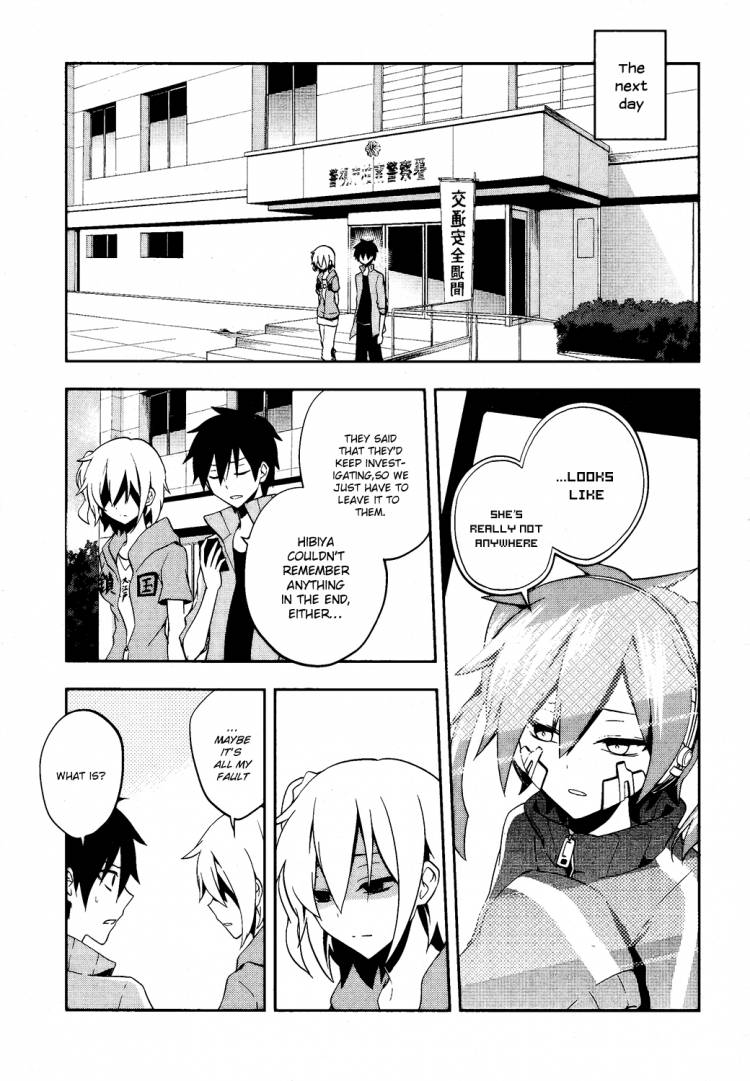 The
next
day
交通安全週間
...LOOKS
LIKE
SHE'S
REALLY NOT
ANYWHERE
THEY SAID
THAT THEY'D
KEEP INVEST-
IGATING,SO WE
JUST HAVE TO
LEAVE IT TO
THEM.
HIBIYA
COULDN'T
REMEMBER
ANYTHING
IN THE END,
EITHER...
鎖国
...
MAYBE
IT'S
ALL MY
FAULT
WHAT IS?